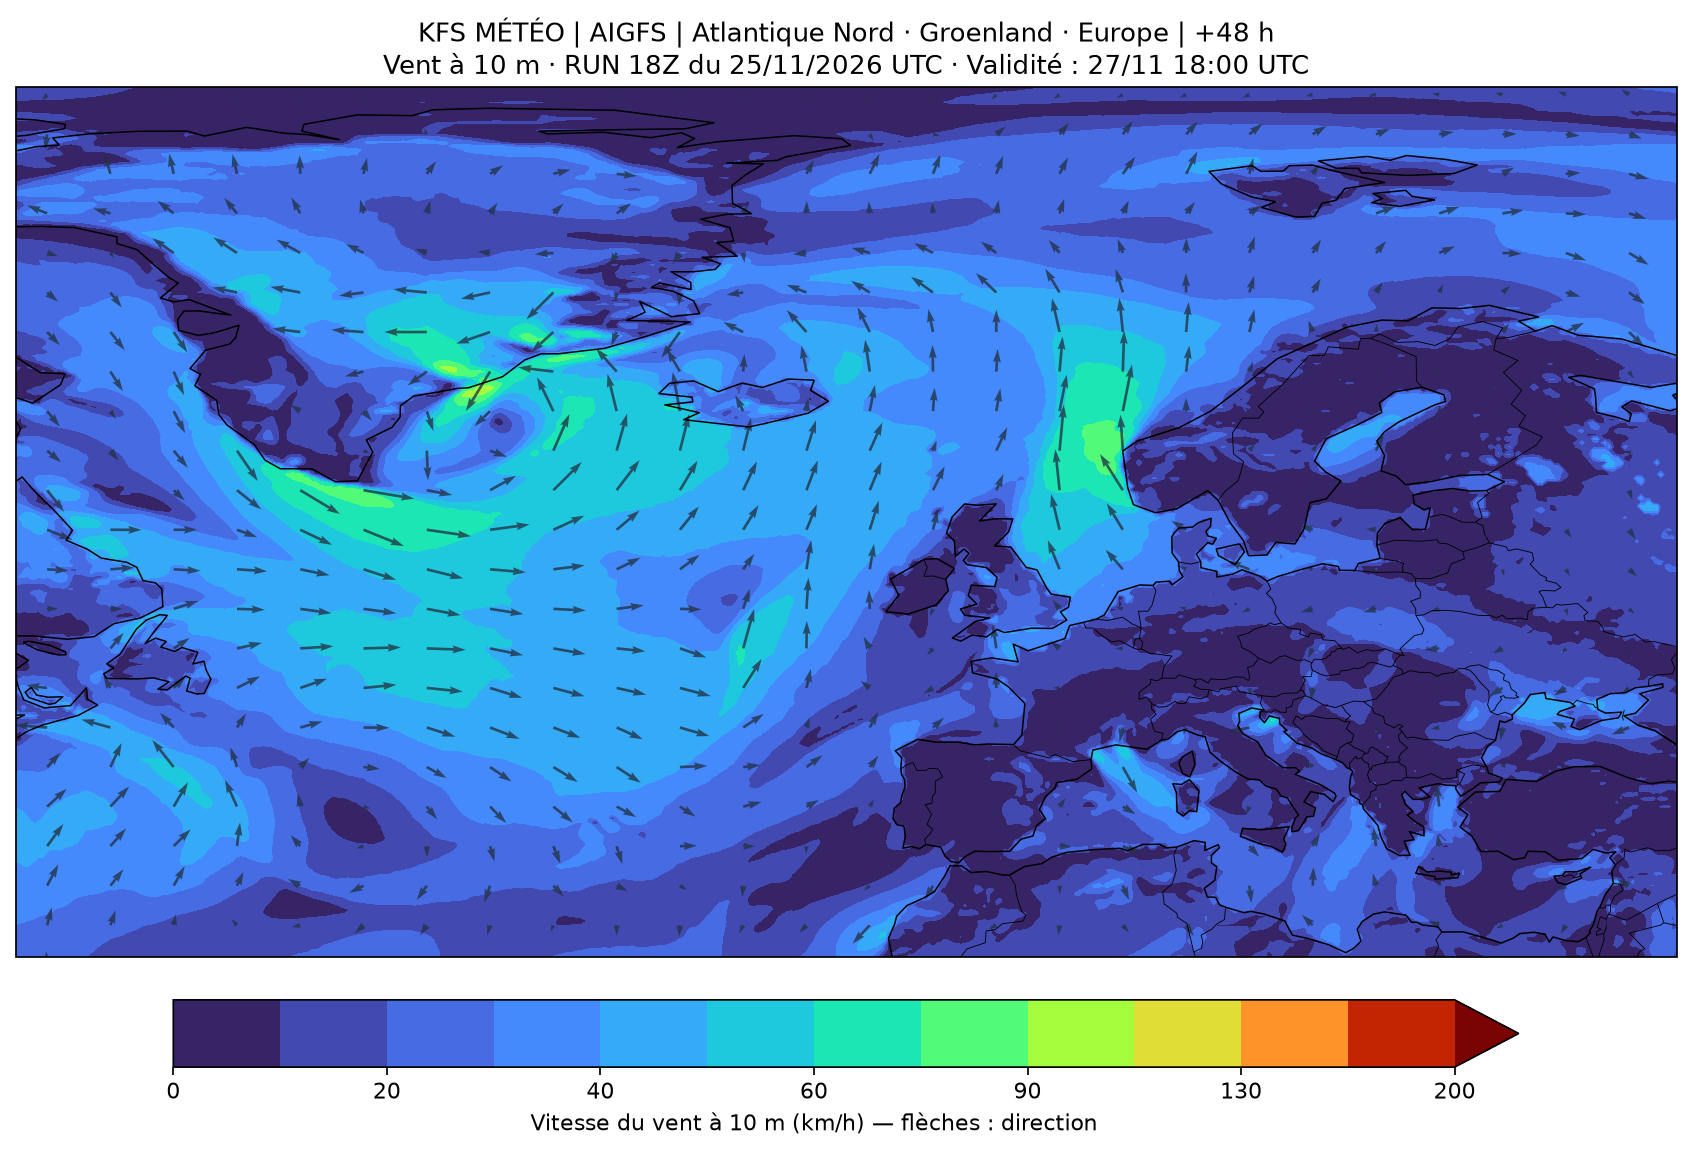 KFS MÉTÉO | AIGFS | Atlantique Nord · Groenland · Europe | +48 h
Vent à 10 m · RUN 18Z du 25/11/2026 UTC · Validité : 27/11 18:00 UTC
0 20 40 60 90 130 200
Vitesse du vent à 10 m (km/h) — flèches : direction